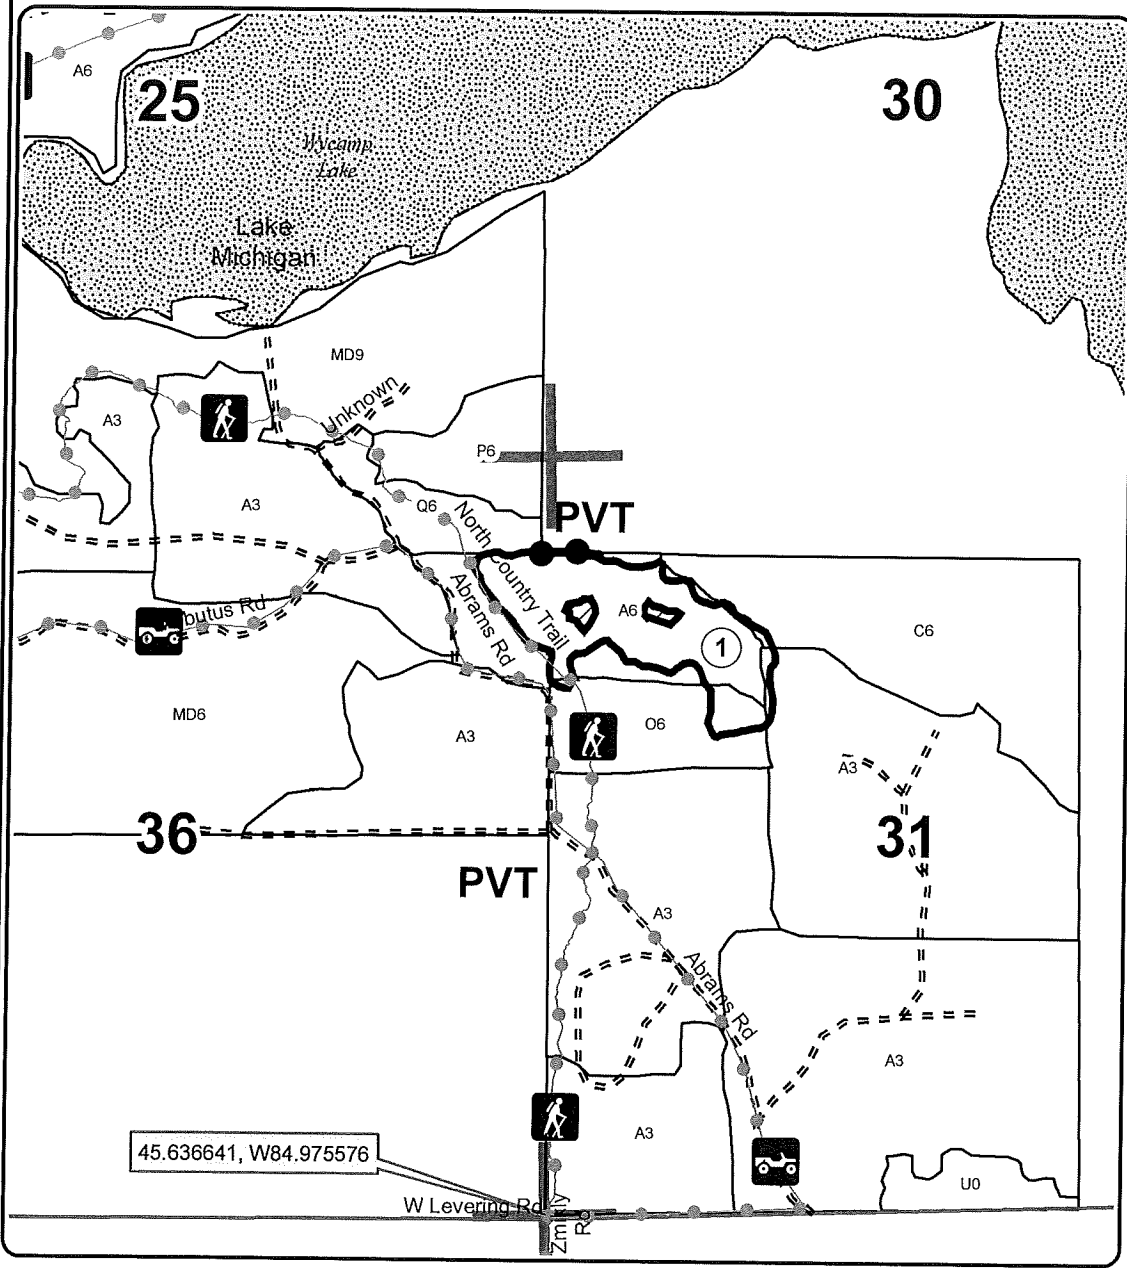 A6
25
30
Wycamp
Lake
Lake
Michigan
MD9
Unknown
A3
P6
A3
Q6
PVT
North Country Trail
Abrams Rd
A6
1
C6
butus Rd
MD6
A3
O6
A3
36
31
PVT
A3
Abrams Rd
A3
A3
45.636641, W84.975576
U0
W Levering Rd
Zmikly
Rd